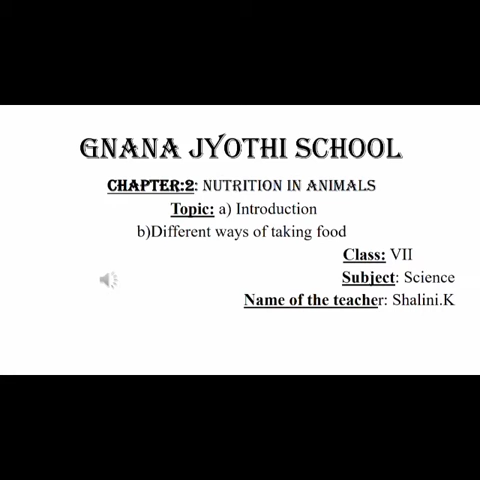 GNANA JYOTHI SCHOOL
CHAPTER:2: NUTRITION IN ANIMALS
Topic: a) Introduction
b)Different ways of taking food
Class: VII
Subject: Science
Name of the teacher: Shalini.K